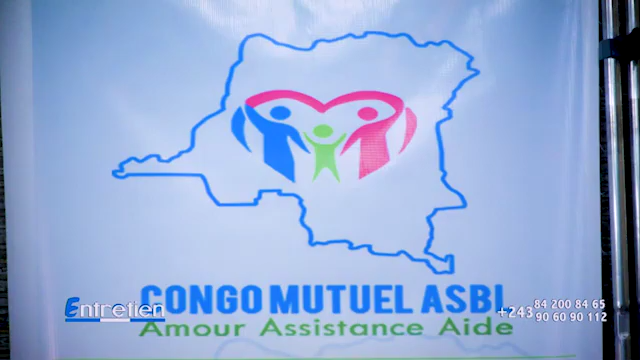 CONGO MUTUEL ASBL
Amour Assistance Aide
Entretien
+243 84 200 84 65
90 60 90 112